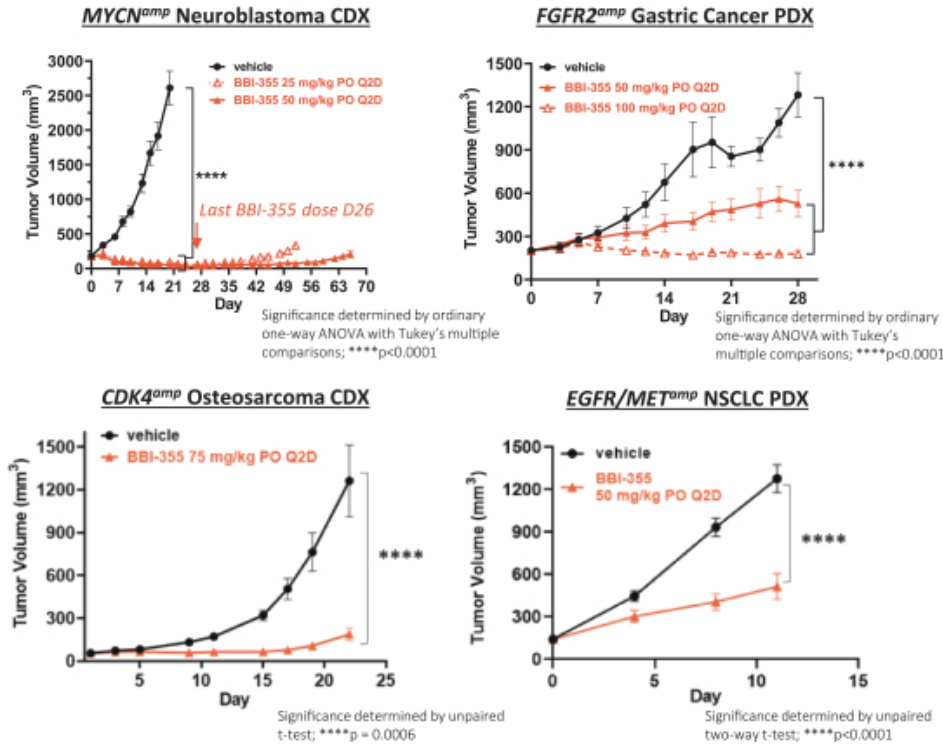 MYCNamp Neuroblastoma CDX
vehicle
BBI-355 25 mg/kg PO Q2D
BBI-355 50 mg/kg PO Q2D
Tumor Volume (mm3)
3000
2500
2000
1500
1000
500
0
****
Last BBI-355 dose D26
0 7 14 21 28 35 42 49 56 63 70
Day
Significance determined by ordinary
one-way ANOVA with Tukey's multiple
comparisons; ****p<0.0001
FGFR2amp Gastric Cancer PDX
vehicle
BBI-355 50 mg/kg PO Q2D
BBI-355 100 mg/kg PO Q2D
Tumor Volume (mm3)
1500
1200
900
600
300
0
****
0 7 14 21 28
Day
Significance determined by ordinary
one-way ANOVA with Tukey's
multiple comparisons; ****p<0.0001
CDK4amp Osteosarcoma CDX
vehicle
BBI-355 75 mg/kg PO Q2D
Tumor Volume (mm3)
1500
1200
900
600
300
0
****
5 10 15 20 25
Day
Significance determined by unpaired
t-test; ****p = 0.0006
EGFR/METamp NSCLC PDX
vehicle
BBI-355
50 mg/kg PO Q2D
Tumor Volume (mm3)
1500
1200
900
600
300
0
****
0 5 10 15
Day
Significance determined by unpaired
two-way t-test; ****p<0.0001